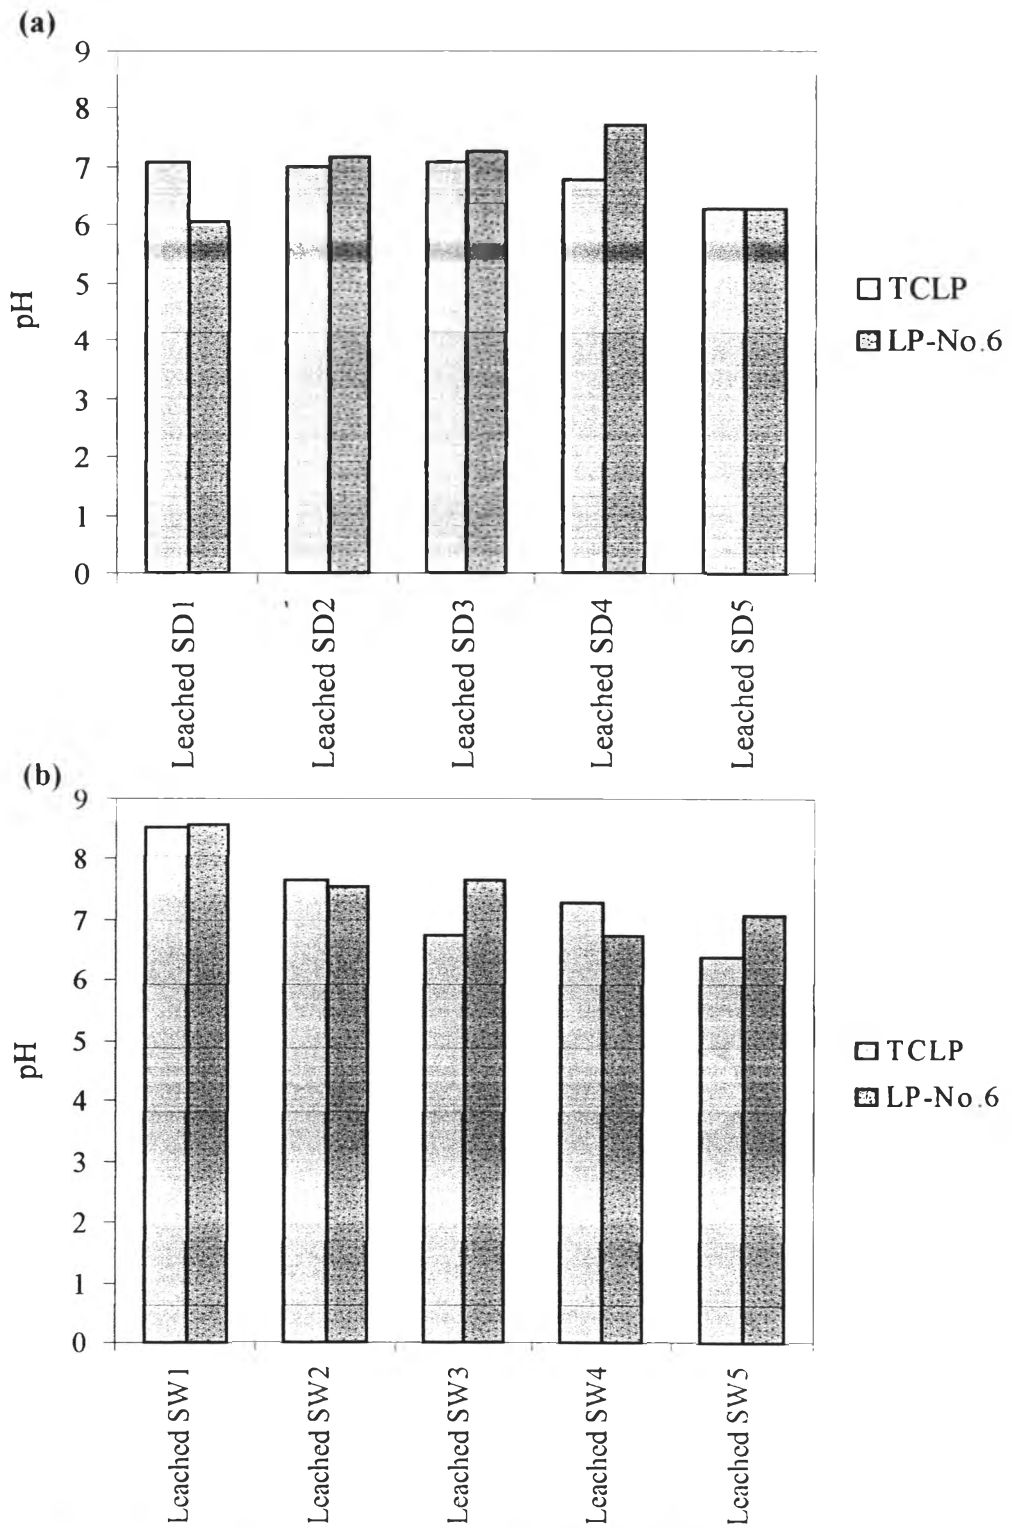 (a)
9
8
7
6
5
4
3
2
1
0
pH
Leached SD1
Leached SD2
Leached SD3
Leached SD4
Leached SD5
TCLP
LP-No.6
(b)
9
8
7
6
5
4
3
2
1
0
pH
Leached SW1
Leached SW2
Leached SW3
Leached SW4
Leached SW5
TCLP
LP-No.6